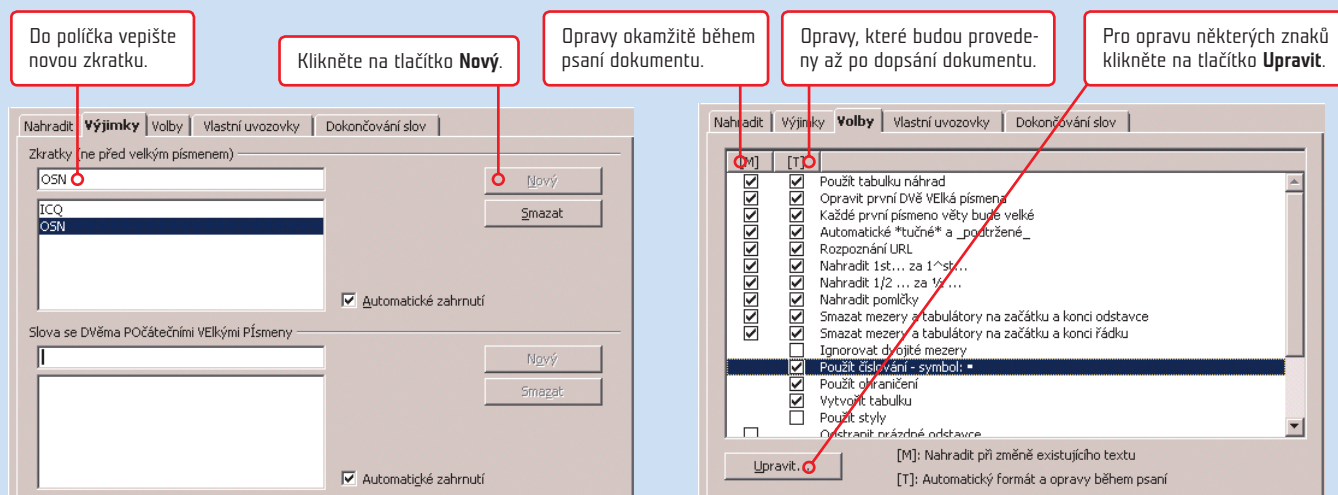 Do políčka vepište
novou zkratku.
Klikněte na tlačítko Nový.
Opravy okamžitě během
psaní dokumentu.
Opravy, které budou provede-
ny až po dopsání dokumentu.
Pro opravu některých znaků
klikněte na tlačítko Upravit.
Nahradit Výjimky Volby Vlastní uvozovky Dokončování slov
Zkratky (ne před velkým písmenem)
OSN
Nový
ICQ
OSN
Smazat
Automatické zahrnutí
Slova se DVěma POčátečními VElkými PÍsmeny
Nový
Smazat
Automatické zahrnutí
Nahradit Výjimky Volby Vlastní uvozovky Dokončování slov
[M] [T]
Použít tabulku náhrad
Opravit první DVě VElká písmena
Každé první písmeno věty bude velké
Automatické *tučné* a _podtržené_
Rozpoznání URL
Nahradit 1st... za 1^st...
Nahradit 1/2 ... za ½ ...
Nahradit pomlčky
Smazat mezery a tabulátory na začátku a konci odstavce
Smazat mezery a tabulátory na začátku a konci řádku
Ignorovat dvojité mezery
Použít číslování - symbol: ▪
Použít ohraničení
Vytvořit tabulku
Použít styly
Odstranit prázdné odstavce
Upravit...
[M]: Nahradit při změně existujícího textu
[T]: Automatický formát a opravy během psaní